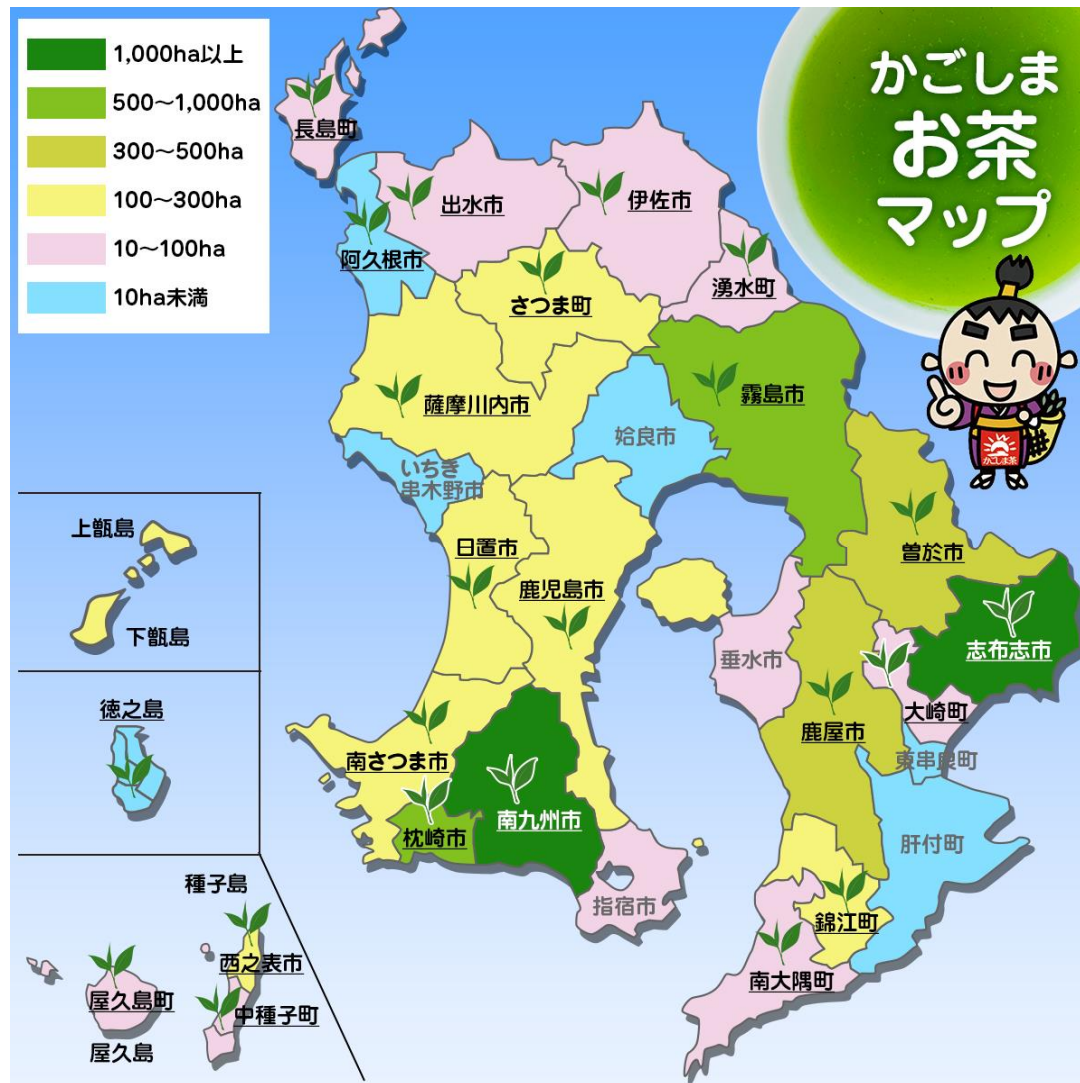 1,000ha以上
500～1,000ha
300～500ha
100～300ha
10～100ha
10ha未満
かごしま
お茶
マップ
かごしま茶
長島町
出水市
伊佐市
阿久根市
湧水町
さつま町
薩摩川内市
霧島市
姶良市
いちき
串木野市
日置市
鹿児島市
曽於市
志布志市
垂水市
大崎町
鹿屋市
東串良町
南さつま市
南九州市
枕崎市
肝付町
指宿市
錦江町
南大隅町
上甑島
下甑島
徳之島
種子島
西之表市
中種子町
屋久島町
屋久島